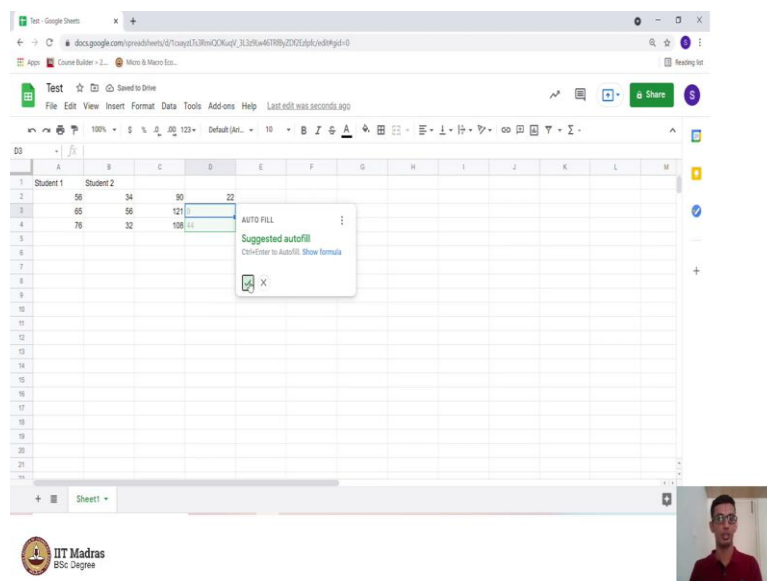 Test - Google Sheets
docs.google.com/spreadsheets/d/
Apps Course Builder > 2... Micro & Macro Eco... Reading list
Test Saved to Drive
File Edit View Insert Format Data Tools Add-ons Help Last edit was seconds ago
Share S
100% $ % .0 .00 123 Default (Ari... 10 B I S A
D3 fx
A B C D E F G H I J K L M
1 Student 1 Student 2
2 56 34 90 22
3 65 56 121 9
4 76 32 108 44
5
6
7
8
9
10
11
12
13
14
15
16
17
18
19
20
21
AUTO FILL
Suggested autofill
Ctrl+Enter to Autofill. Show formula
Sheet1
IIT Madras
BSc Degree